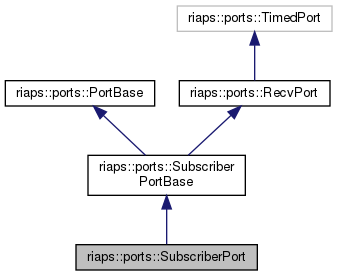 riaps::ports::TimedPort
riaps::ports::PortBase
riaps::ports::RecvPort
riaps::ports::Subscriber
PortBase
riaps::ports::SubscriberPort